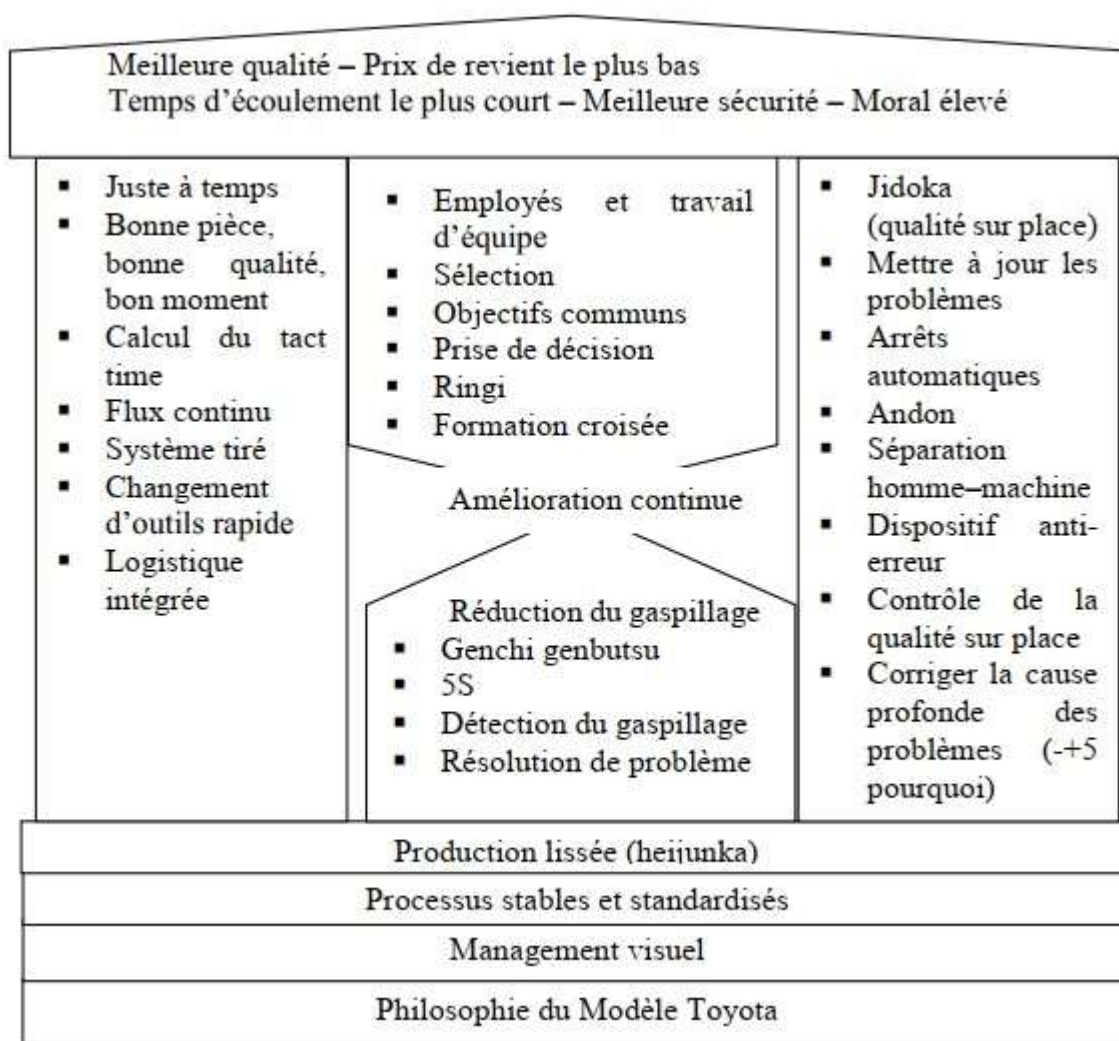 Meilleure qualité – Prix de revient le plus bas
Temps d'écoulement le plus court – Meilleure sécurité – Moral élevé
▪ Juste à temps
▪ Bonne pièce,
bonne qualité,
bon moment
▪ Calcul du tact
time
▪ Flux continu
▪ Système tiré
▪ Changement
d'outils rapide
▪ Logistique
intégrée
▪ Employés et travail
d'équipe
▪ Sélection
▪ Objectifs communs
▪ Prise de décision
▪ Ringi
▪ Formation croisée
Amélioration continue
Réduction du gaspillage
▪ Genchi genbutsu
▪ 5S
▪ Détection du gaspillage
▪ Résolution de problème
▪ Jidoka
(qualité sur place)
▪ Mettre à jour les
problèmes
▪ Arrêts
automatiques
▪ Andon
▪ Séparation
homme–machine
▪ Dispositif anti-
erreur
▪ Contrôle de la
qualité sur place
▪ Corriger la cause
profonde des
problèmes (-+5
pourquoi)
Production lissée (heijunka)
Processus stables et standardisés
Management visuel
Philosophie du Modèle Toyota